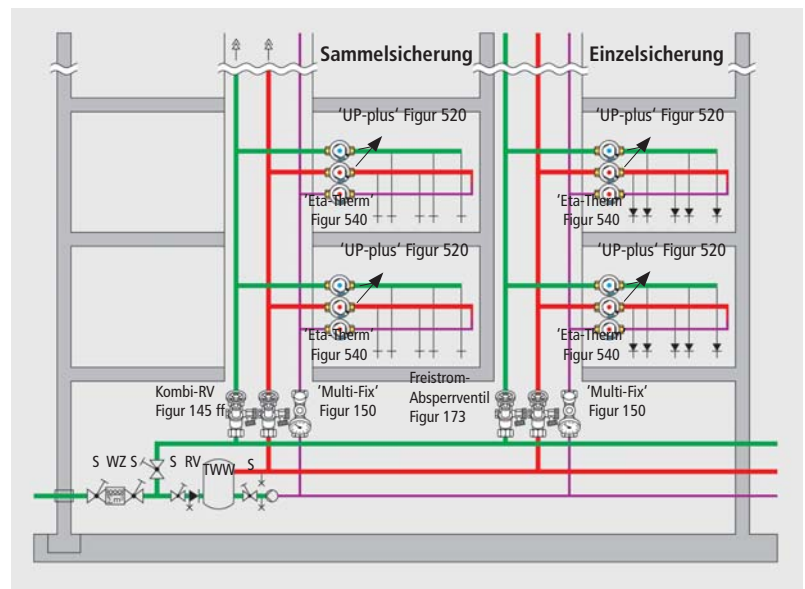 Sammelsicherung
Einzelsicherung
'UP-plus' Figur 520
'UP-plus' Figur 520
'Eta-Therm'
Figur 540
'Eta-Therm'
Figur 540
'UP-plus' Figur 520
'UP-plus' Figur 520
'Eta-Therm'
Figur 540
'Eta-Therm'
Figur 540
Kombi-RV
Figur 145 ff
'Multi-Fix'
Figur 150
Freistrom-
Absperrventil
Figur 173
'Multi-Fix'
Figur 150
S WZ S S RV TWW S